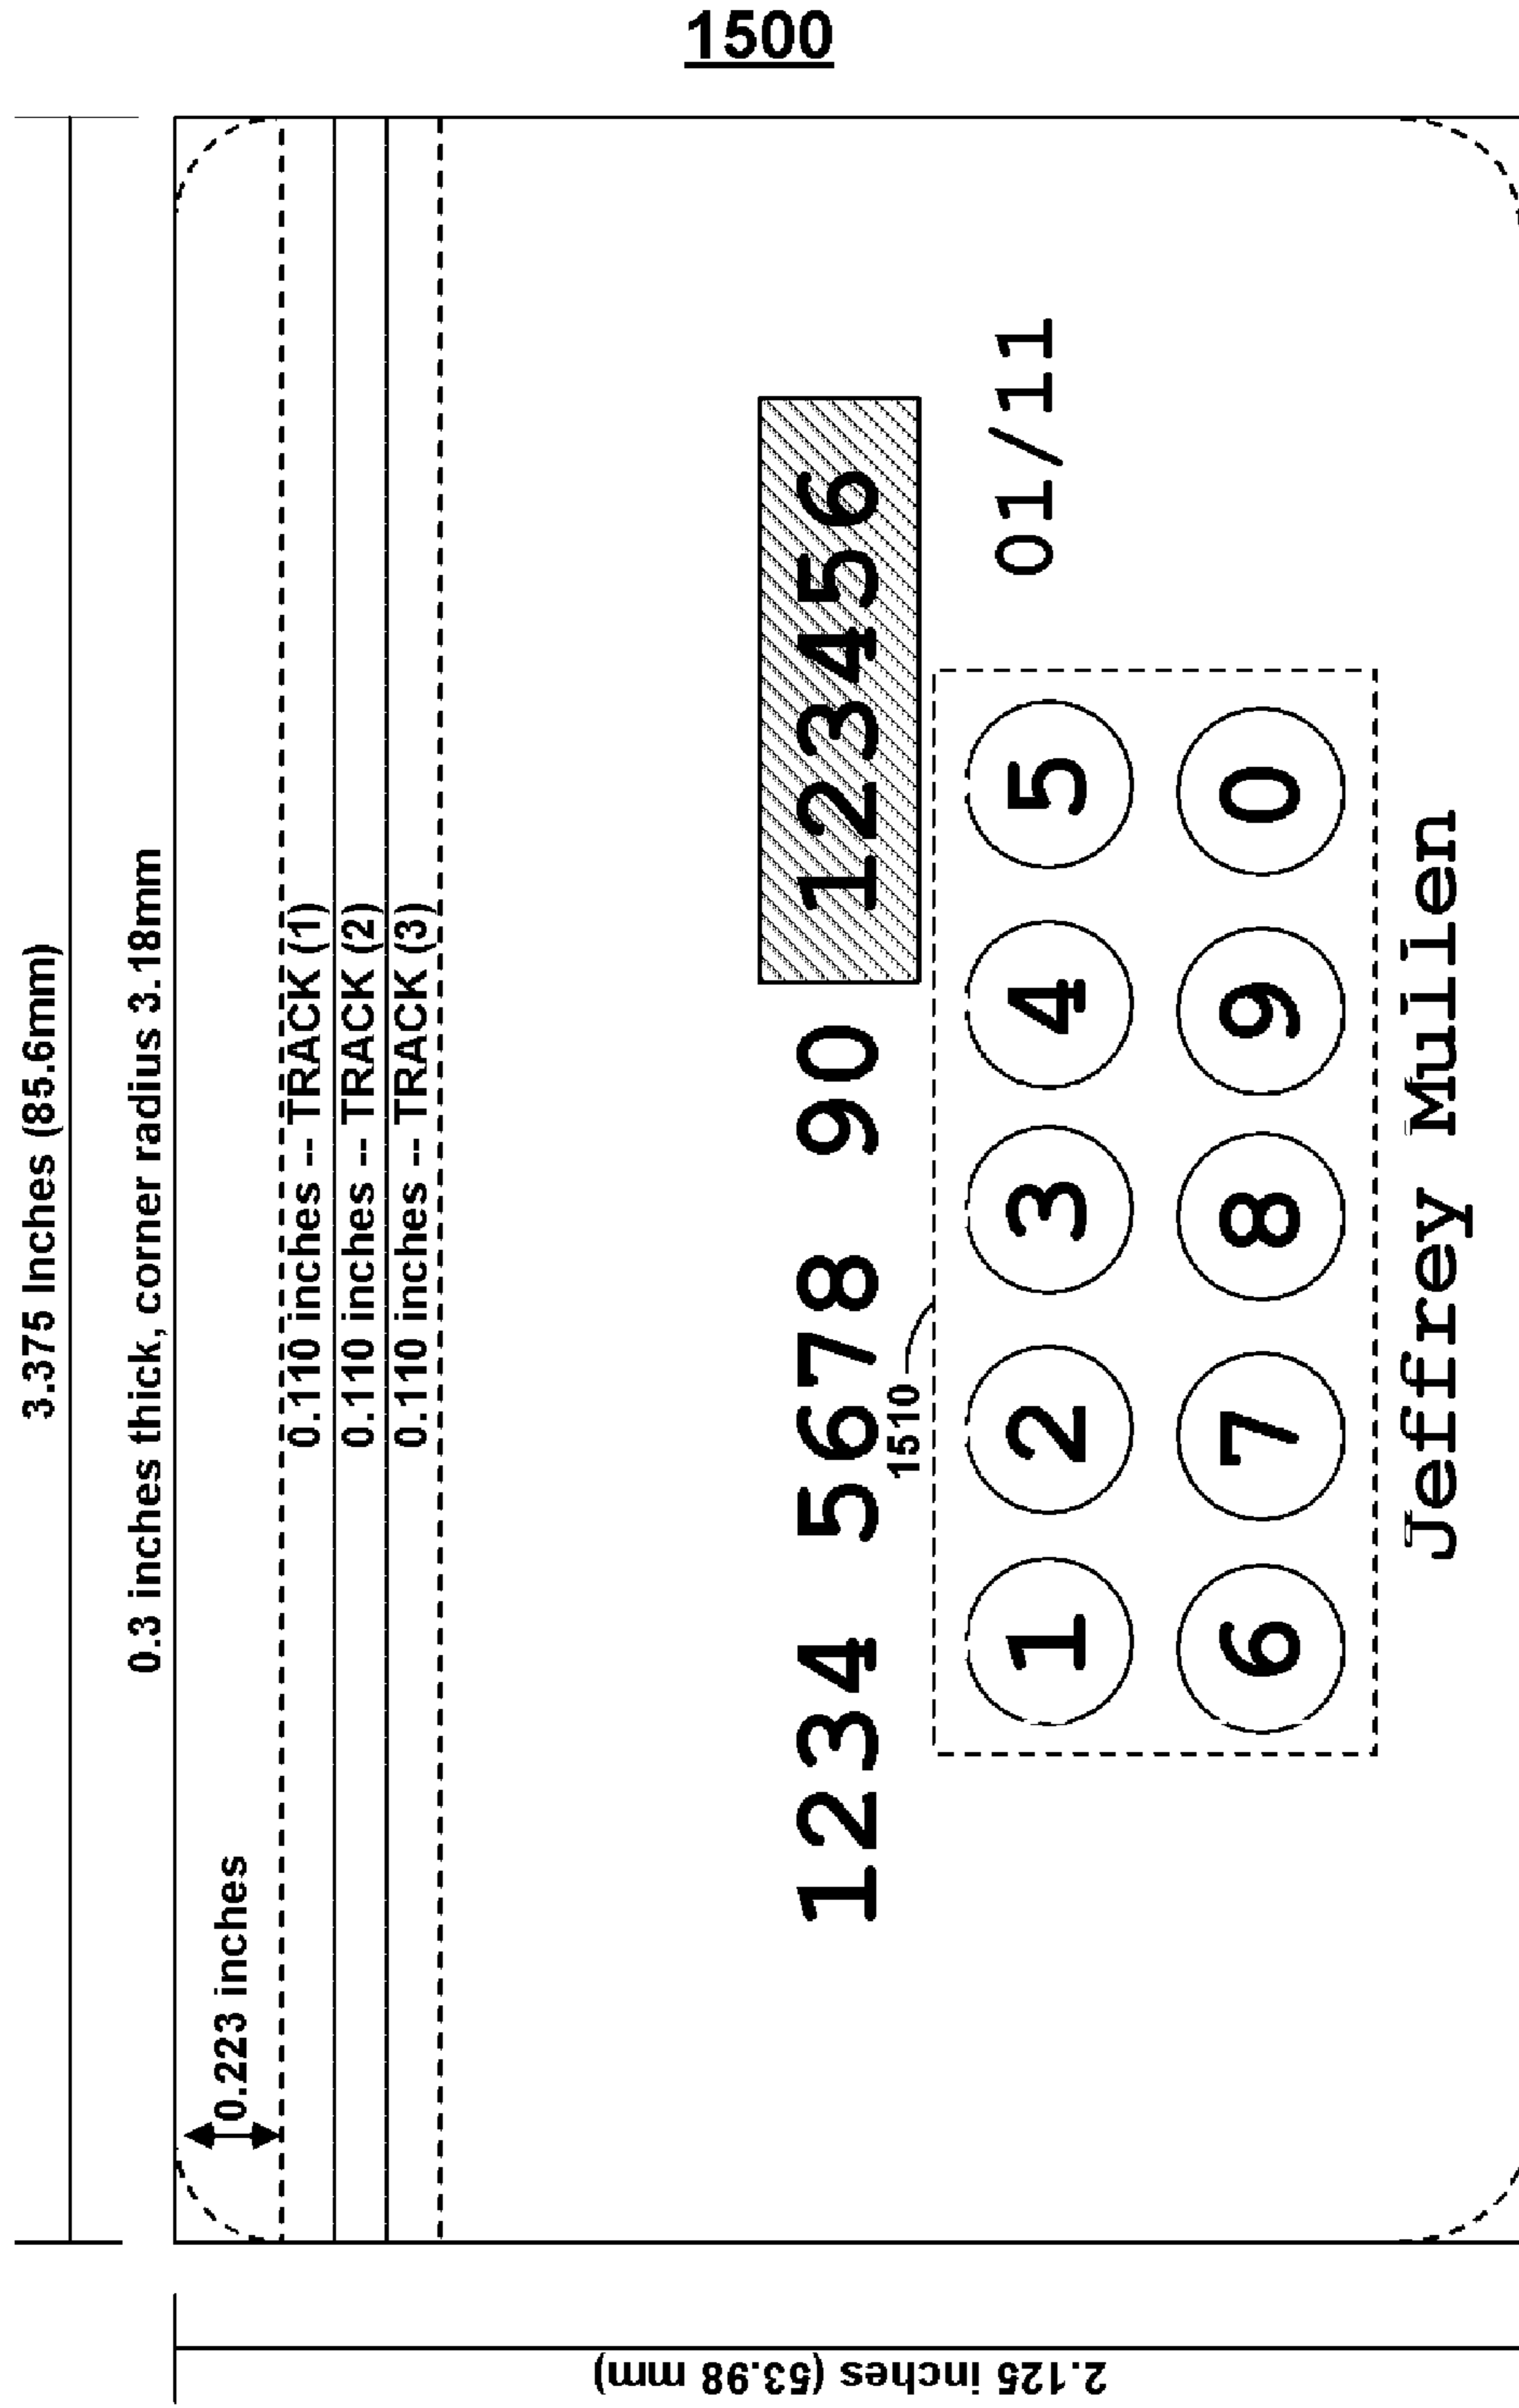 1500
3.375 Inches (85.6mm)
0.3 inches thick, corner radius 3.18mm
0.223 inches
0.110 inches -- TRACK (1)
0.110 inches -- TRACK (2)
0.110 inches -- TRACK (3)
1234 5678 90 123456
1510
01/11
1 2 3 4 5
6 7 8 9 0
Jeffrey Mullen
2.125 inches (53.98 mm)